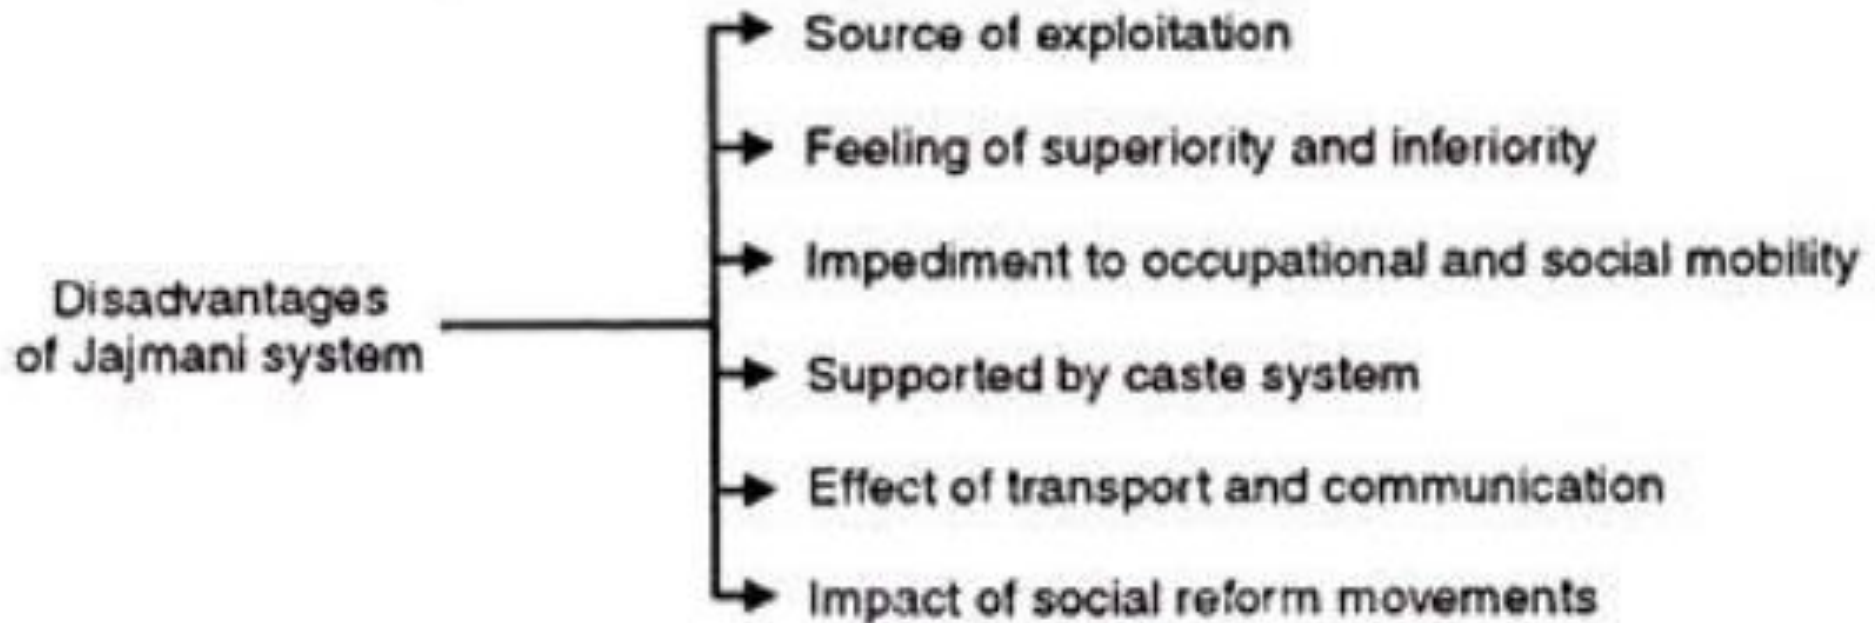 Source of exploitation
Feeling of superiority and inferiority
Impediment to occupational and social mobility
Disadvantages
of Jajmani system
Supported by caste system
Effect of transport and communication
Impact of social reform movements